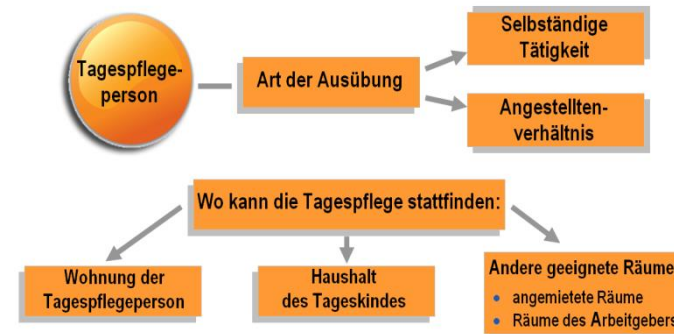 Tagespflege-
person
Art der Ausübung
Selbständige
Tätigkeit
Angestellten-
verhältnis
Wo kann die Tagespflege stattfinden:
Wohnung der
Tagespflegeperson
Haushalt
des Tageskindes
Andere geeignete Räume
• angemietete Räume
• Räume des Arbeitgebers